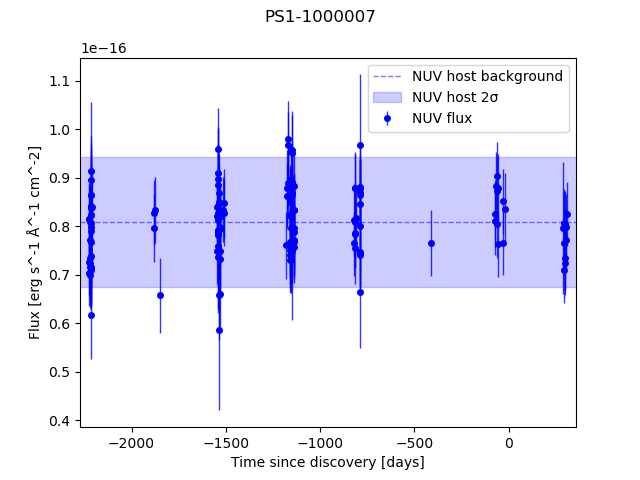 PS1-1000007
1e−16
NUV host background
NUV host 2σ
NUV flux
1.1
1.0
0.9
0.8
0.7
0.6
0.5
0.4
Flux [erg s^-1 Å^-1 cm^-2]
−2000
−1500
−1000
−500
0
Time since discovery [days]